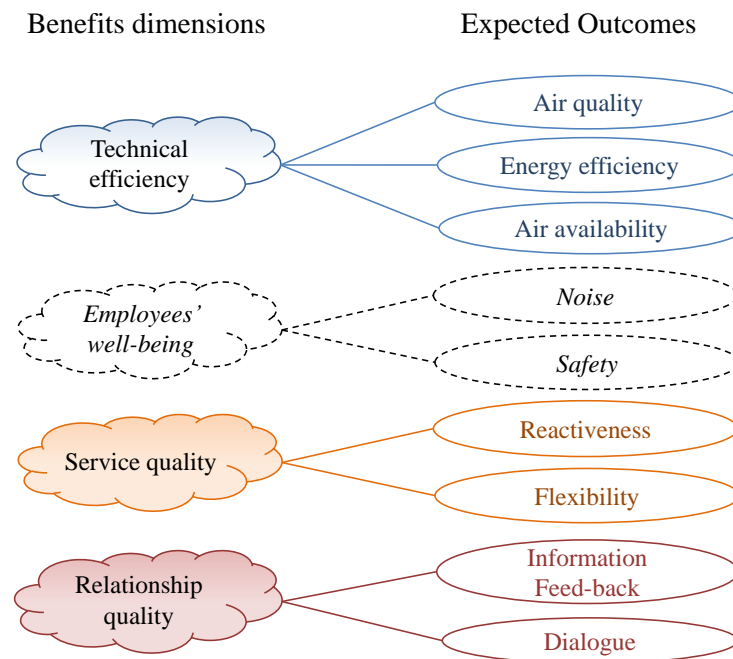 Benefits dimensions
Expected Outcomes
Technical
efficiency
Air quality
Energy efficiency
Air availability
Employees’
well-being
Noise
Safety
Service quality
Reactiveness
Flexibility
Relationship
quality
Information
Feed-back
Dialogue